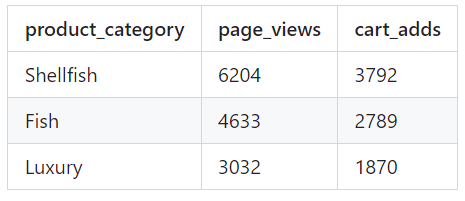 product_category page_views cart_adds
Shellfish 6204 3792
Fish 4633 2789
Luxury 3032 1870